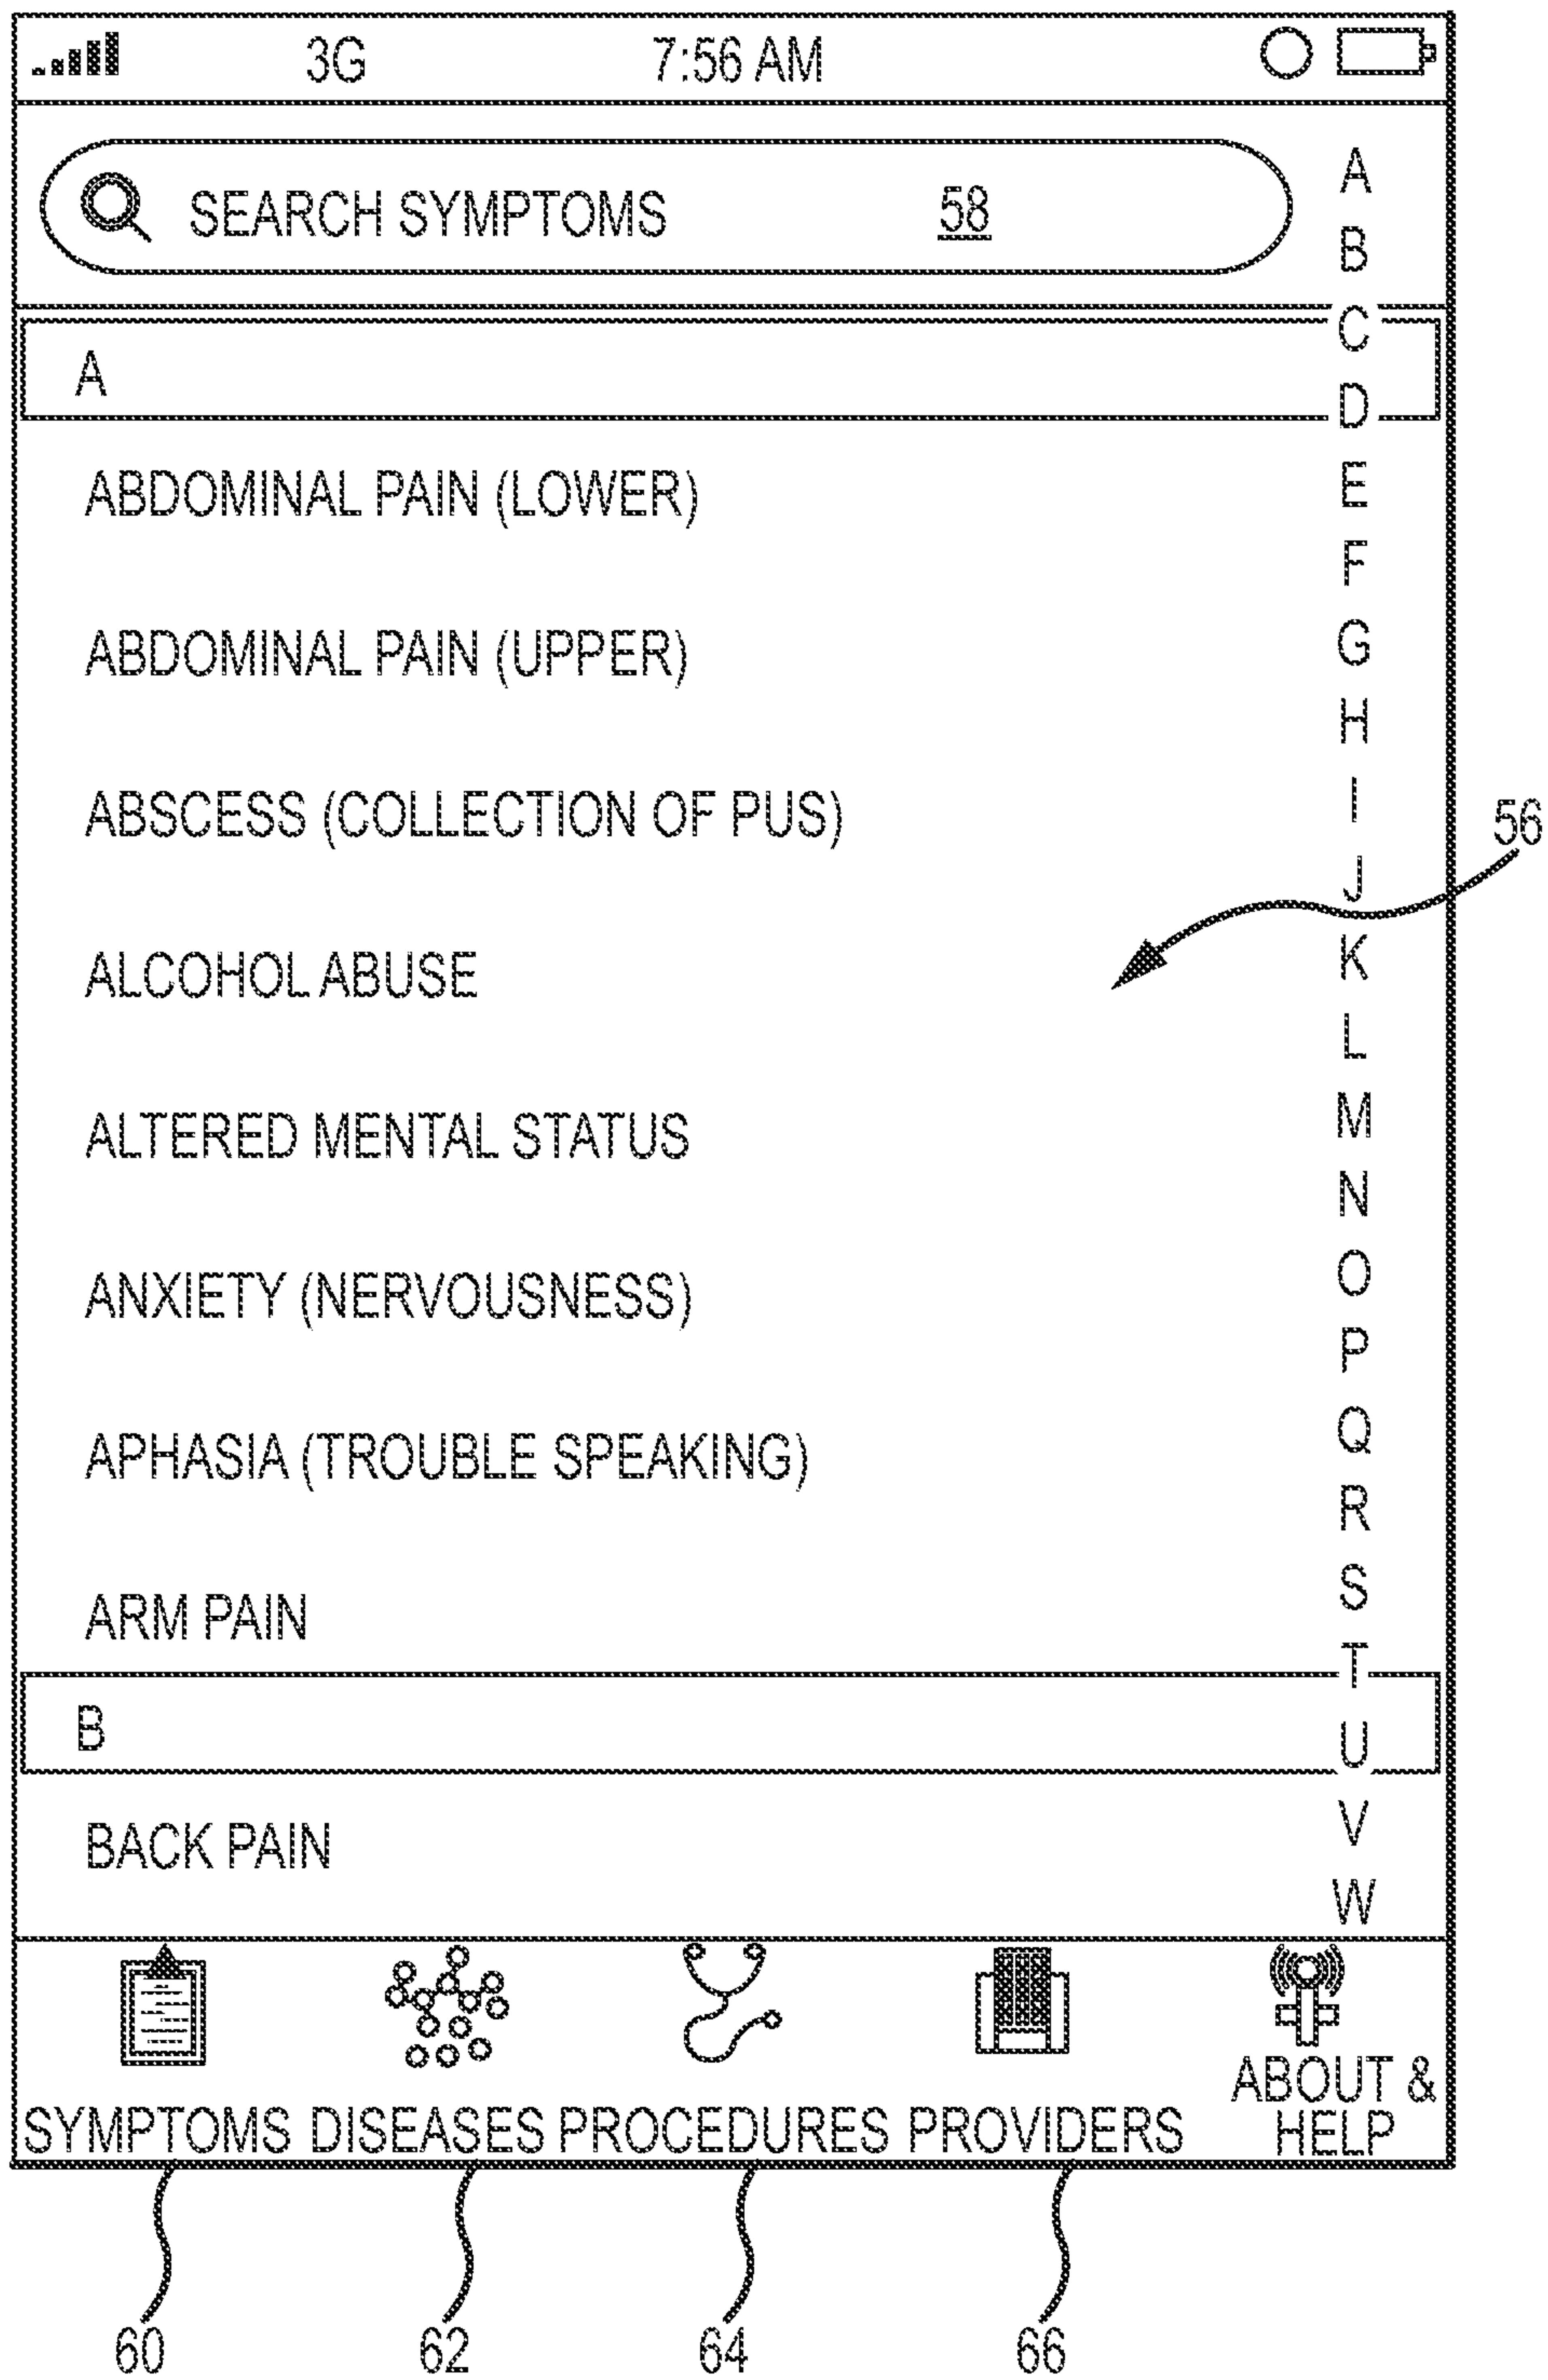 3G 7:56 AM
SEARCH SYMPTOMS 58
A
B
C
D
E
F
G
H
I
J
K
L
M
N
O
P
Q
R
S
T
U
V
W
A
ABDOMINAL PAIN (LOWER)
ABDOMINAL PAIN (UPPER)
ABSCESS (COLLECTION OF PUS)
56
ALCOHOL ABUSE
ALTERED MENTAL STATUS
ANXIETY (NERVOUSNESS)
APHASIA (TROUBLE SPEAKING)
ARM PAIN
B
BACK PAIN
SYMPTOMS DISEASES PROCEDURES PROVIDERS
ABOUT &
HELP
60 62 64 66